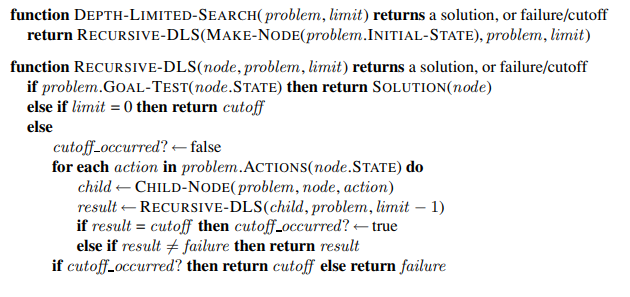 function DEPTH-LIMITED-SEARCH(problem, limit) returns a solution, or failure/cutoff
return RECURSIVE-DLS(MAKE-NODE(problem.INITIAL-STATE), problem, limit)
function RECURSIVE-DLS(node, problem, limit) returns a solution, or failure/cutoff
if problem.GOAL-TEST(node.STATE) then return SOLUTION(node)
else if limit = 0 then return cutoff
else
cutoff_occurred? ← false
for each action in problem.ACTIONS(node.STATE) do
child ← CHILD-NODE(problem, node, action)
result ← RECURSIVE-DLS(child, problem, limit − 1)
if result = cutoff then cutoff_occurred? ← true
else if result ≠ failure then return result
if cutoff_occurred? then return cutoff else return failure